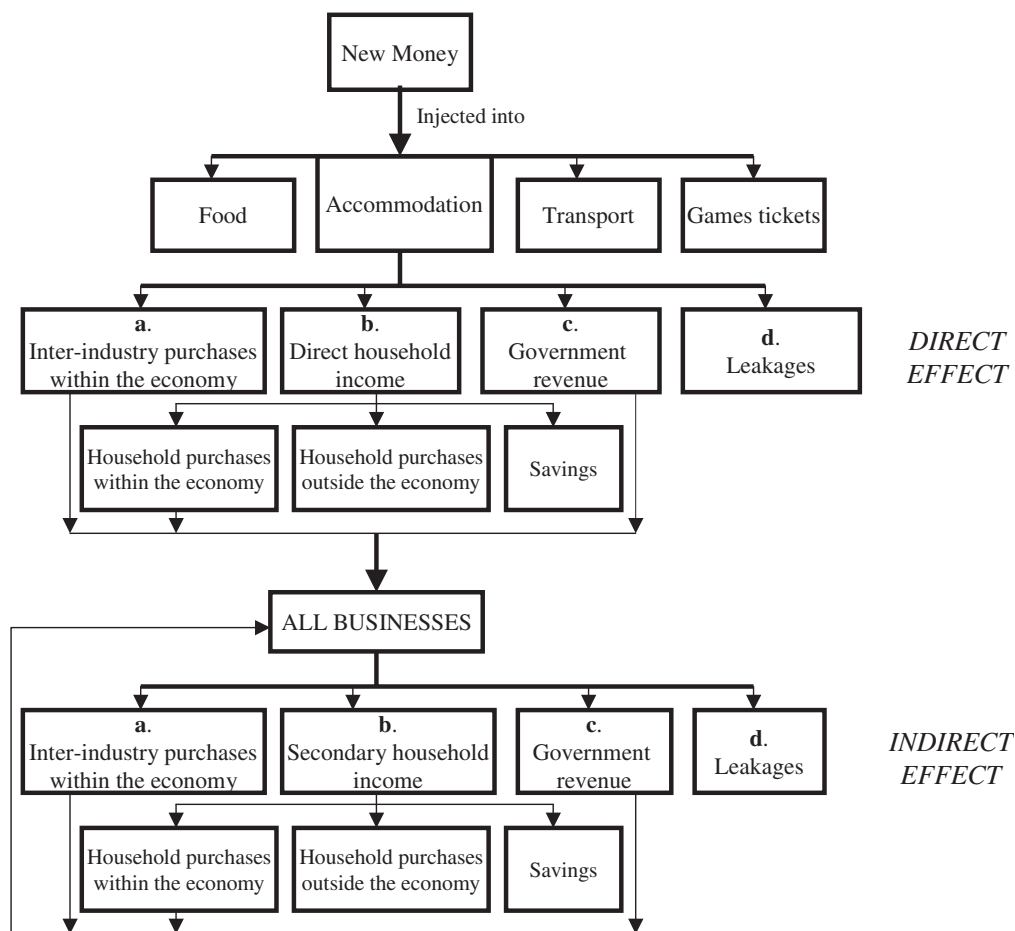 New Money
Injected into
Food
Accommodation
Transport
Games tickets
a.
Inter-industry purchases
within the economy
b.
Direct household
income
c.
Government
revenue
d.
Leakages
DIRECT
EFFECT
Household purchases
within the economy
Household purchases
outside the economy
Savings
ALL BUSINESSES
a.
Inter-industry purchases
within the economy
b.
Secondary household
income
c.
Government
revenue
d.
Leakages
INDIRECT
EFFECT
Household purchases
within the economy
Household purchases
outside the economy
Savings